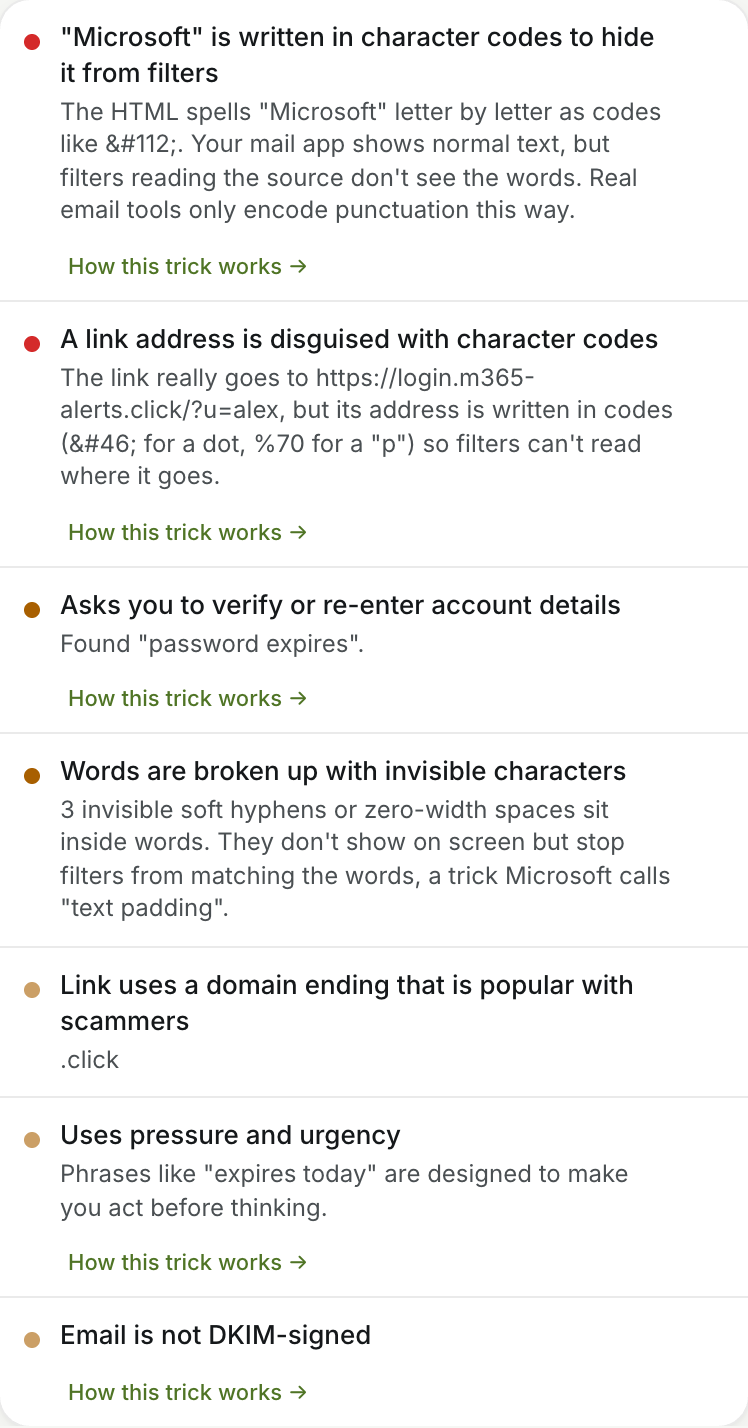 "Microsoft" is written in character codes to hide
it from filters
The HTML spells "Microsoft" letter by letter as codes
like &#112;. Your mail app shows normal text, but
filters reading the source don't see the words. Real
email tools only encode punctuation this way.
How this trick works →
A link address is disguised with character codes
The link really goes to https://login.m365-
alerts.click/?u=alex, but its address is written in codes
(&#46; for a dot, %70 for a "p") so filters can't read
where it goes.
How this trick works →
Asks you to verify or re-enter account details
Found "password expires".
How this trick works →
Words are broken up with invisible characters
3 invisible soft hyphens or zero-width spaces sit
inside words. They don't show on screen but stop
filters from matching the words, a trick Microsoft calls
"text padding".
Link uses a domain ending that is popular with
scammers
.click
Uses pressure and urgency
Phrases like "expires today" are designed to make
you act before thinking.
How this trick works →
Email is not DKIM-signed
How this trick works →